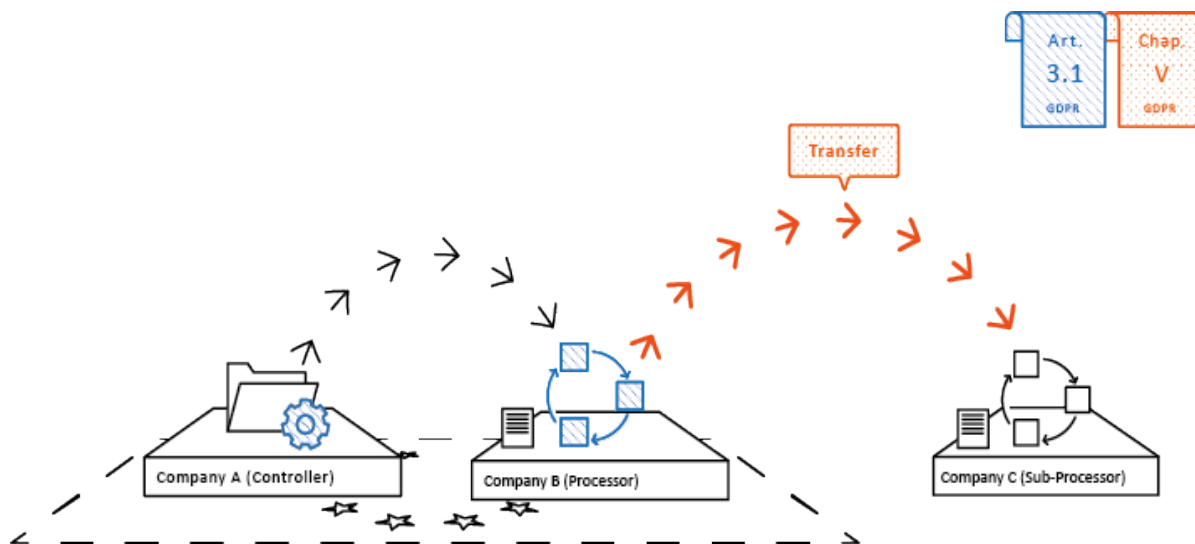 Art.
3.1
GDPR
Chap.
V
GDPR
Transfer
Company A (Controller)
Company B (Processor)
Company C (Sub-Processor)